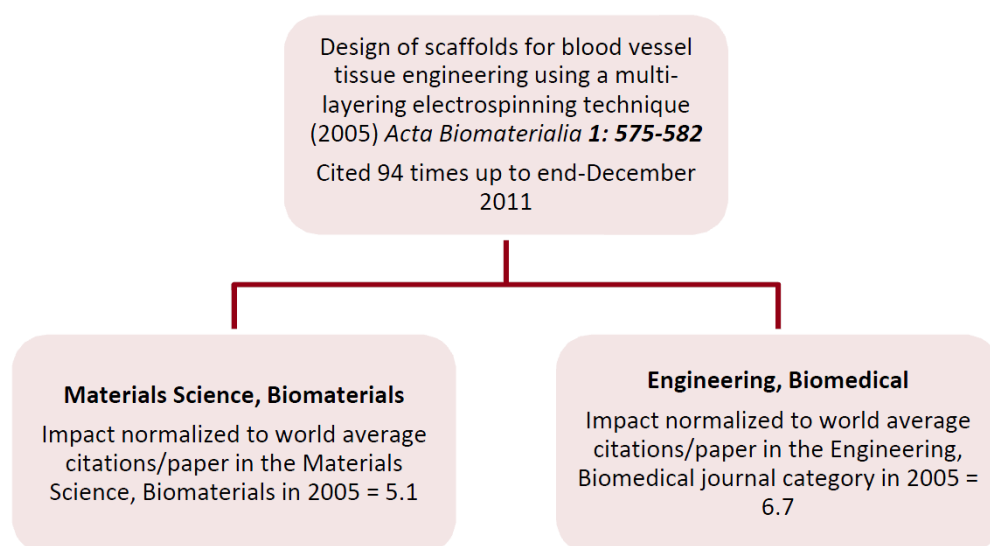 Design of scaffolds for blood vessel
tissue engineering using a multi-
layering electrospinning technique
(2005) Acta Biomaterialia 1: 575-582
Cited 94 times up to end-December
2011
Materials Science, Biomaterials
Impact normalized to world average
citations/paper in the Materials
Science, Biomaterials in 2005 = 5.1
Engineering, Biomedical
Impact normalized to world average
citations/paper in the Engineering,
Biomedical journal category in 2005 =
6.7